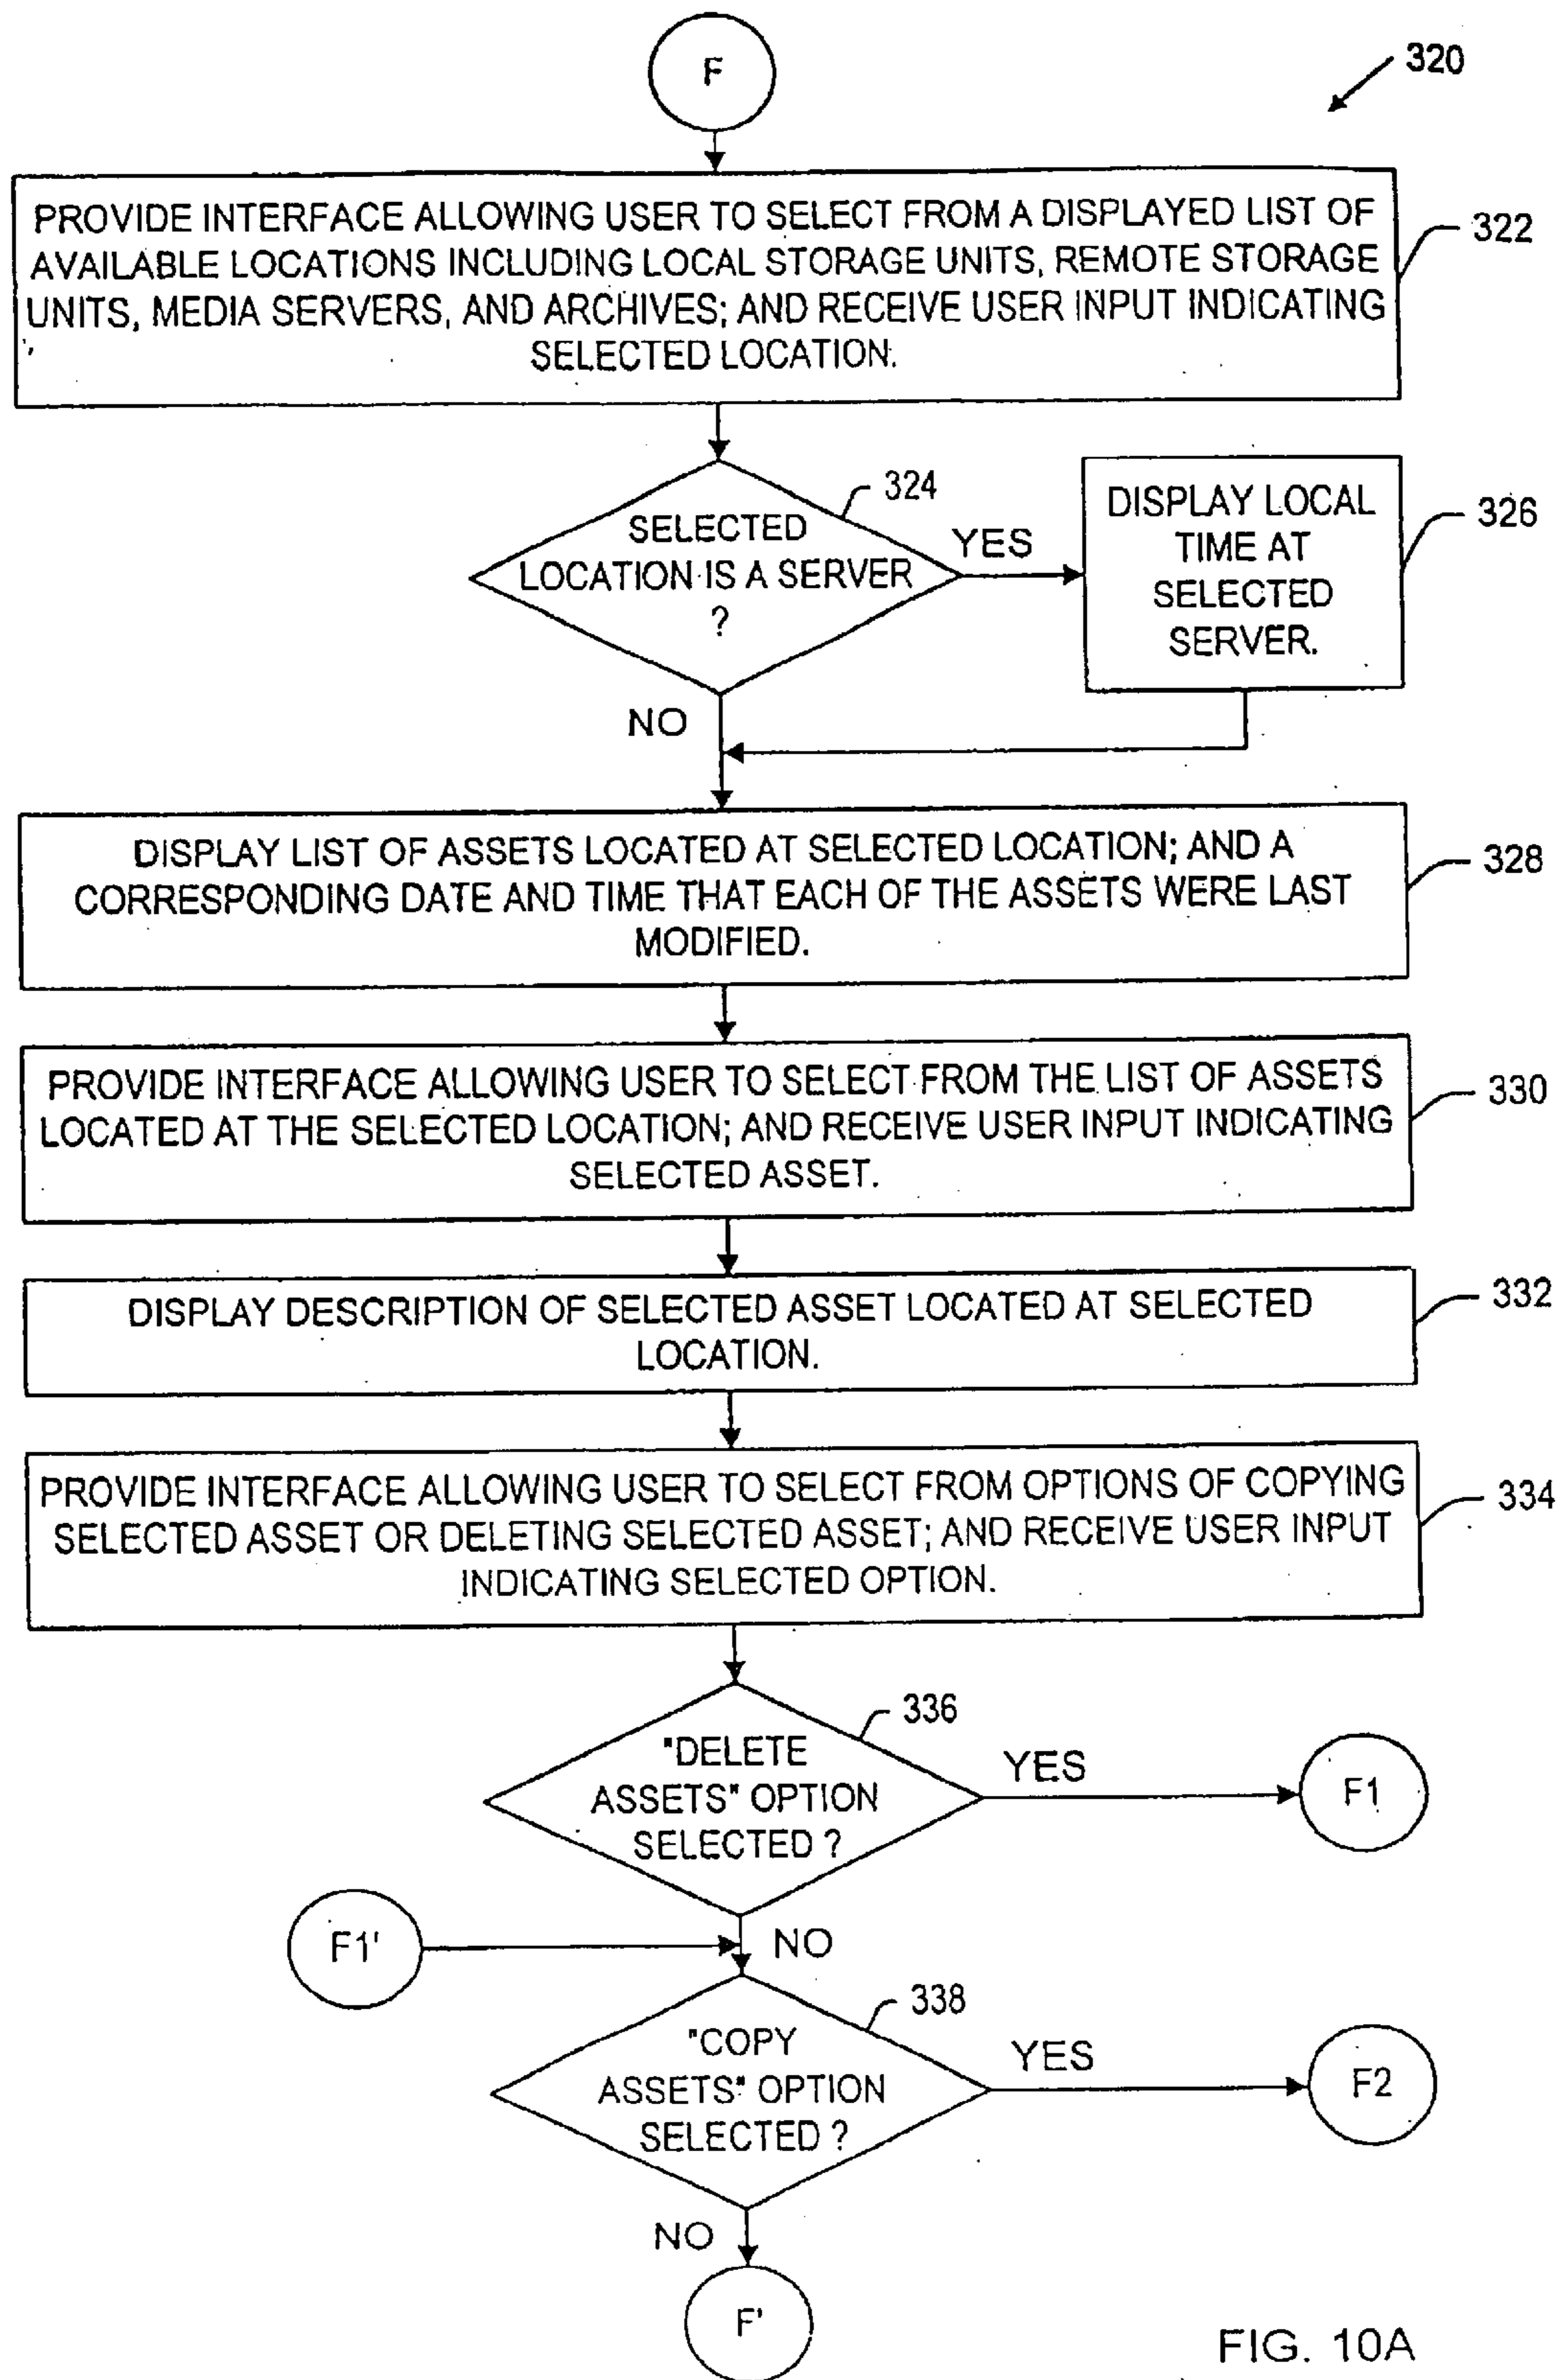 F
320
PROVIDE INTERFACE ALLOWING USER TO SELECT FROM A DISPLAYED LIST OF
AVAILABLE LOCATIONS INCLUDING LOCAL STORAGE UNITS, REMOTE STORAGE
UNITS, MEDIA SERVERS, AND ARCHIVES; AND RECEIVE USER INPUT INDICATING
SELECTED LOCATION.
322
SELECTED
LOCATION IS A SERVER
?
324
YES
DISPLAY LOCAL
TIME AT
SELECTED
SERVER.
326
NO
DISPLAY LIST OF ASSETS LOCATED AT SELECTED LOCATION; AND A
CORRESPONDING DATE AND TIME THAT EACH OF THE ASSETS WERE LAST
MODIFIED.
328
PROVIDE INTERFACE ALLOWING USER TO SELECT FROM THE LIST OF ASSETS
LOCATED AT THE SELECTED LOCATION; AND RECEIVE USER INPUT INDICATING
SELECTED ASSET.
330
DISPLAY DESCRIPTION OF SELECTED ASSET LOCATED AT SELECTED
LOCATION.
332
PROVIDE INTERFACE ALLOWING USER TO SELECT FROM OPTIONS OF COPYING
SELECTED ASSET OR DELETING SELECTED ASSET; AND RECEIVE USER INPUT
INDICATING SELECTED OPTION.
334
"DELETE
ASSETS" OPTION
SELECTED ?
336
YES
F1
F1'
NO
"COPY
ASSETS" OPTION
SELECTED ?
338
YES
F2
NO
F'
FIG. 10A